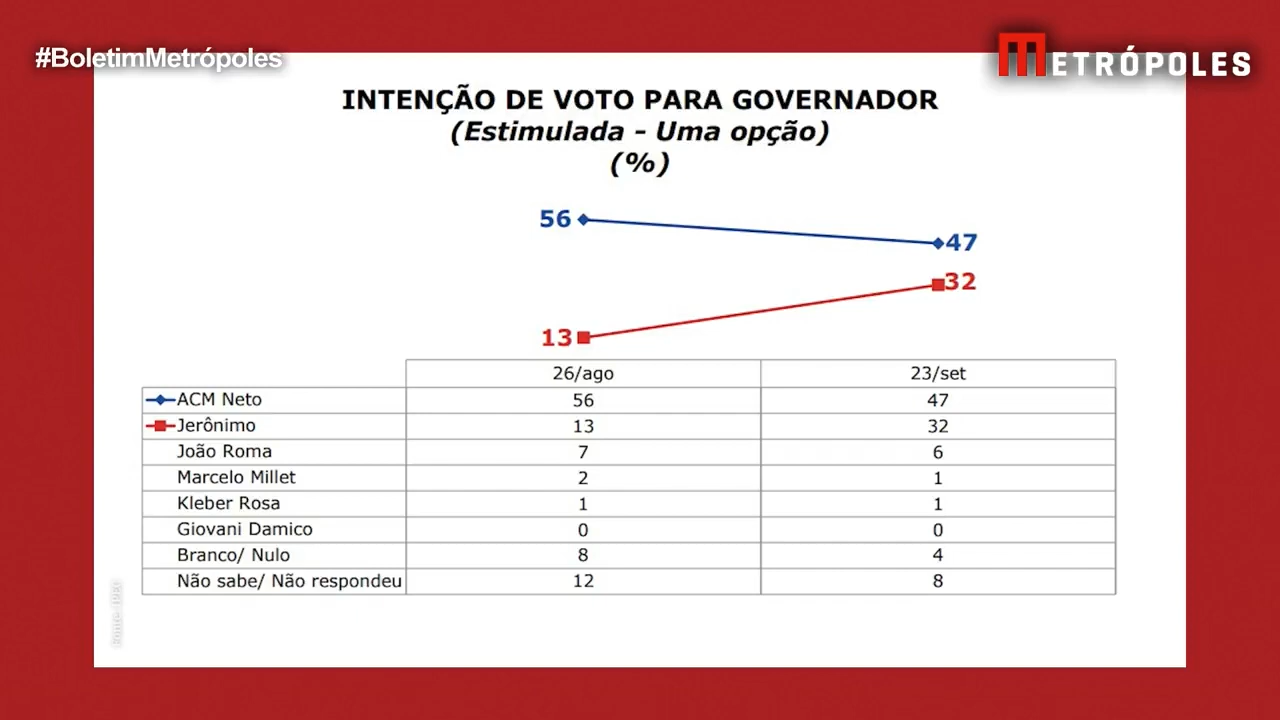 #BoletimMetrópoles
METRÓPOLES
INTENÇÃO DE VOTO PARA GOVERNADOR
(Estimulada - Uma opção)
(%)
56
47
32
13
26/ago 23/set
ACM Neto 56 47
Jerônimo 13 32
João Roma 7 6
Marcelo Millet 2 1
Kleber Rosa 1 1
Giovani Damico 0 0
Branco/ Nulo 8 4
Não sabe/ Não respondeu 12 8
Fonte: